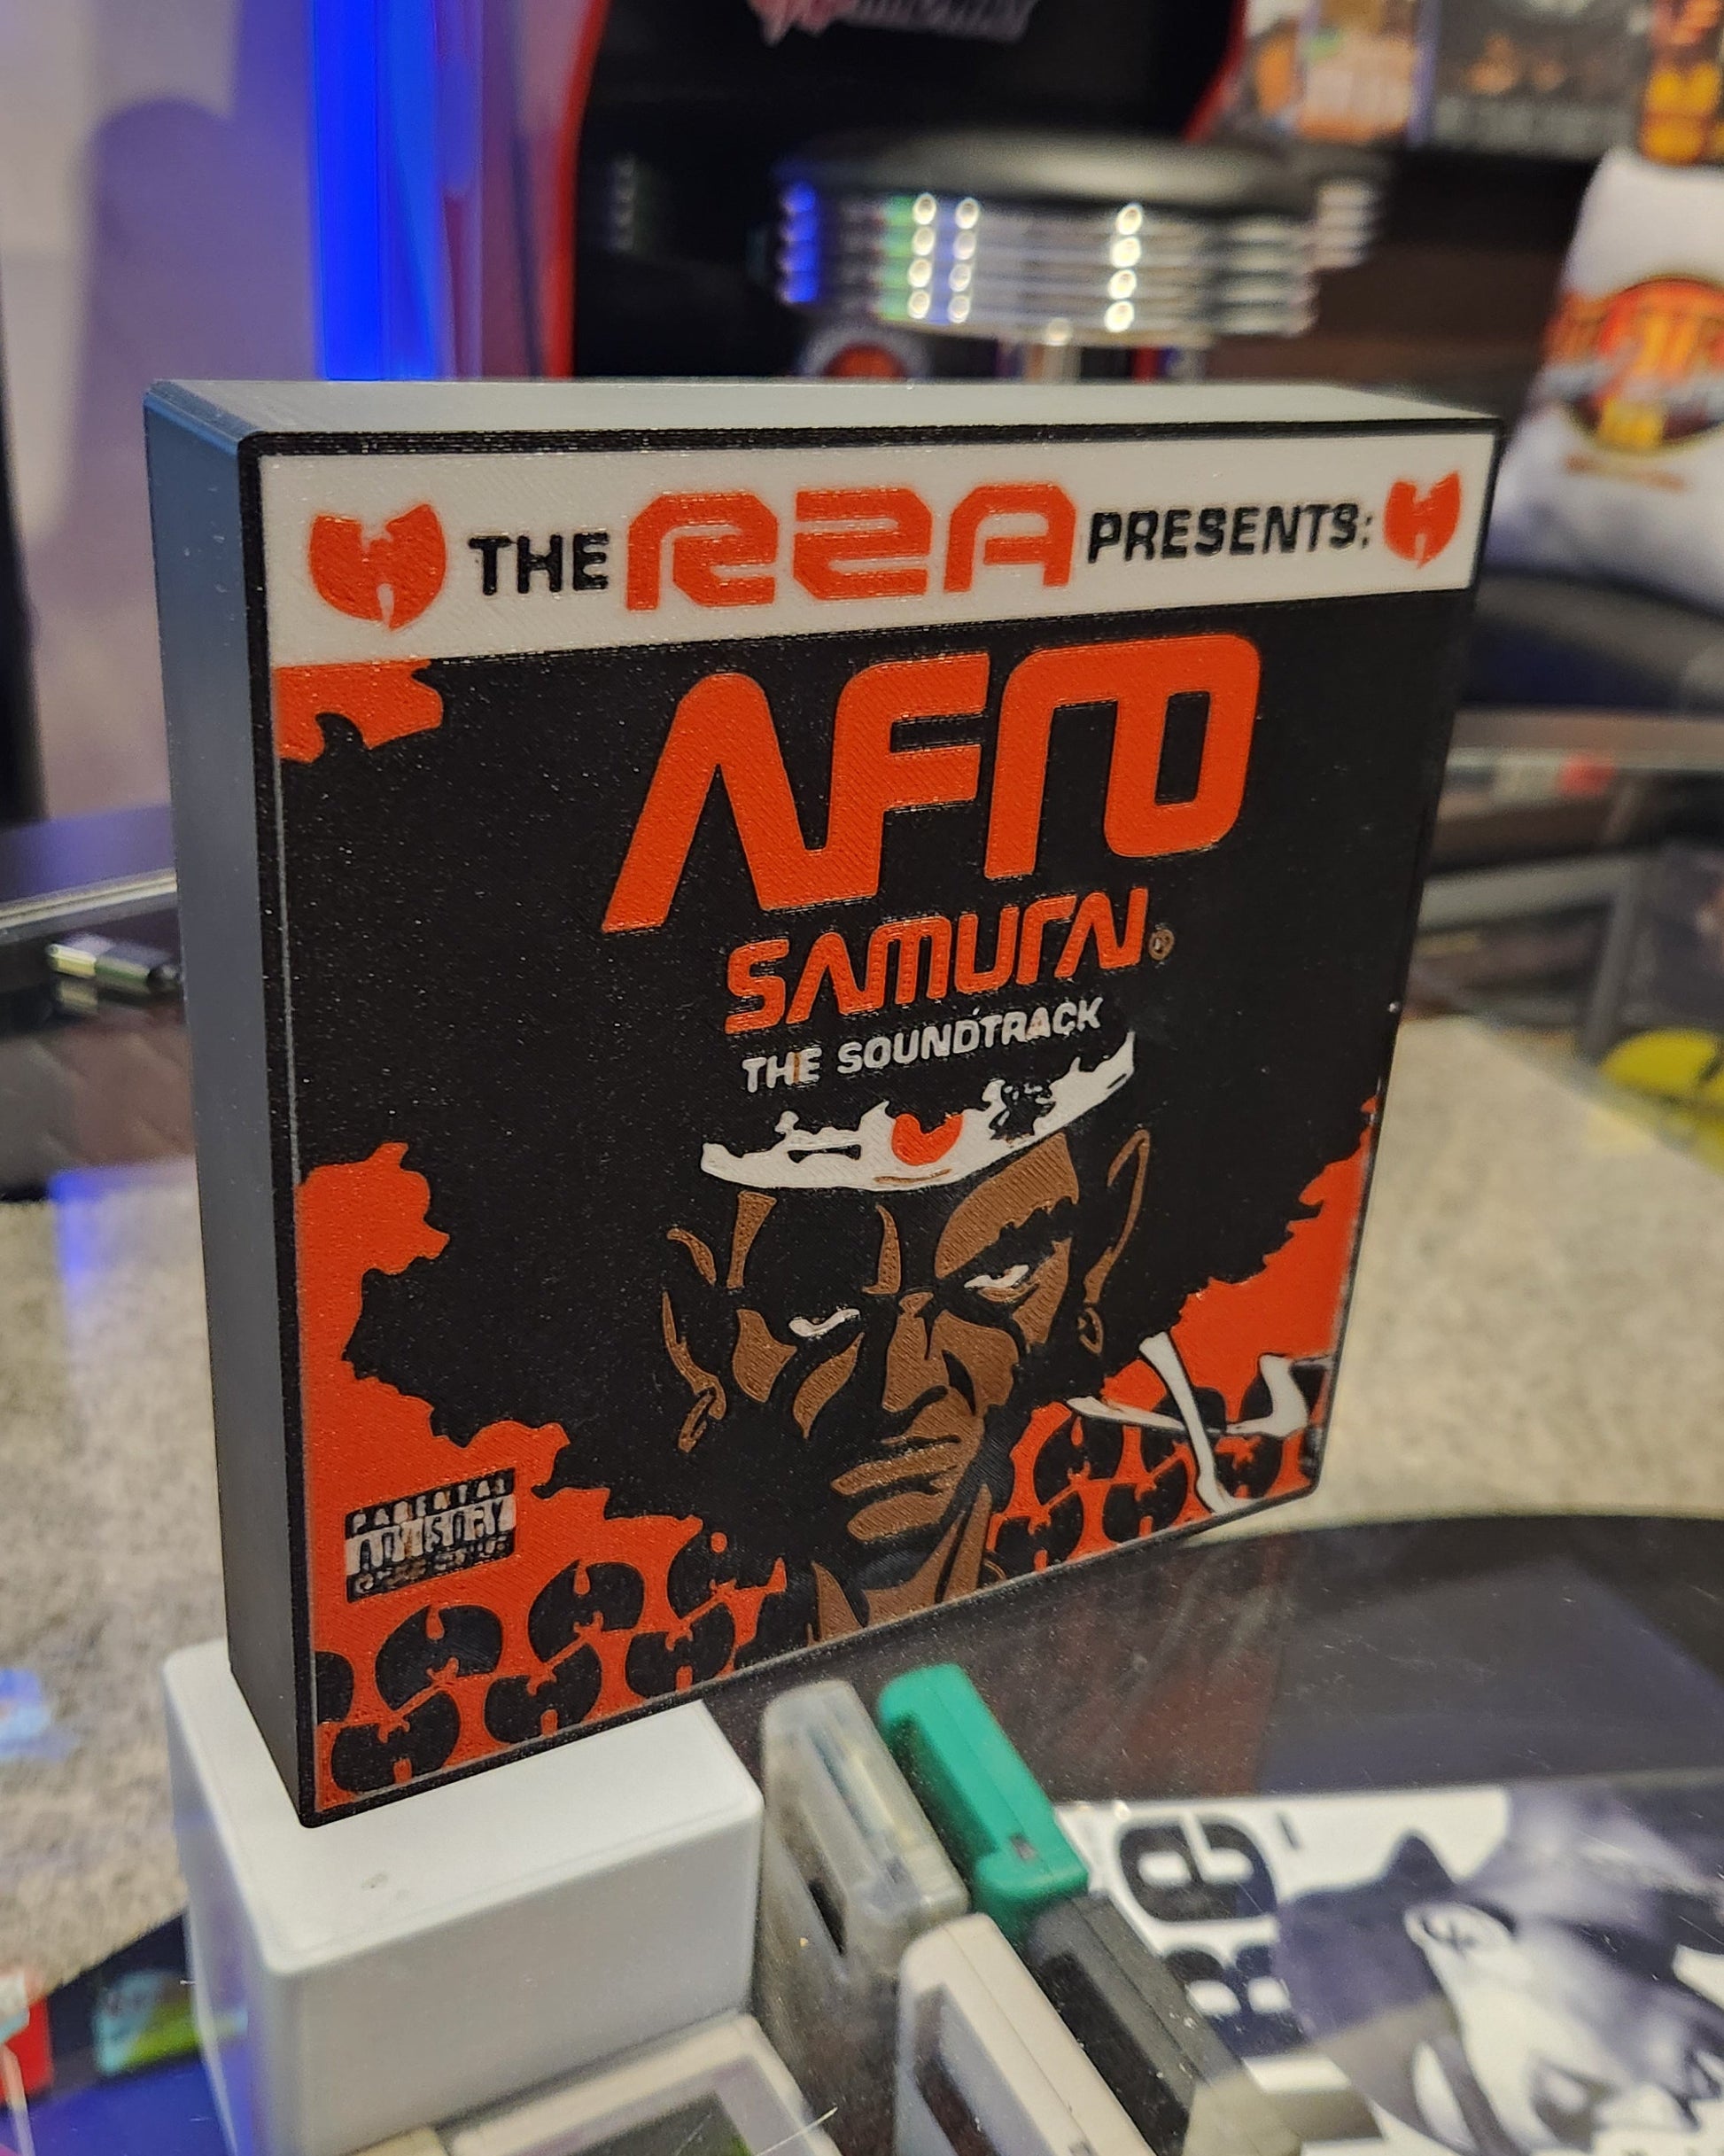 THE RZA PRESENTS:
AFRO
SAMURAI®
THE SOUNDTRACK
PARENTAL
ADVISORY